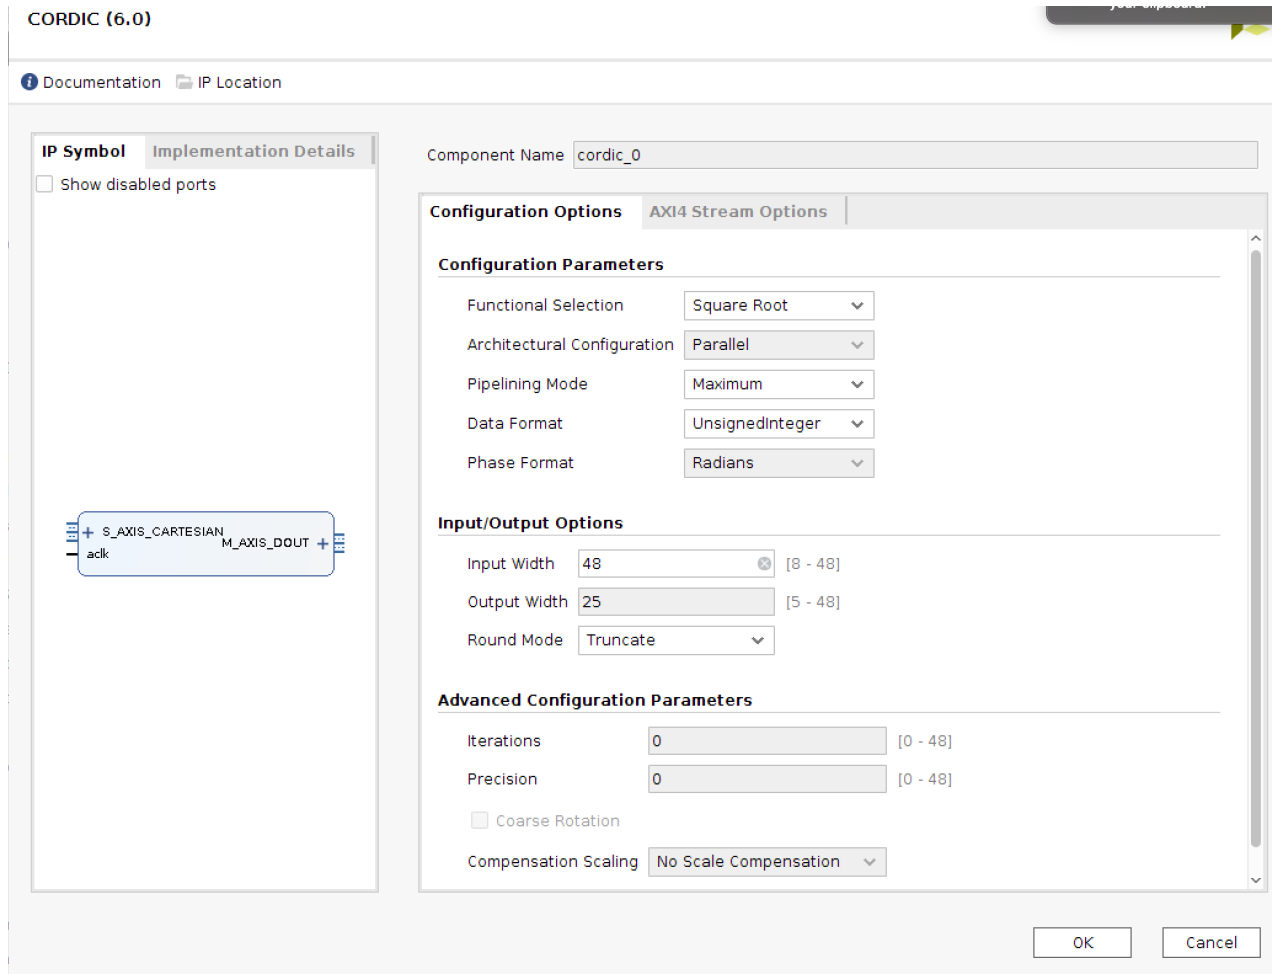 CORDIC (6.0)
Documentation IP Location
IP Symbol Implementation Details
Show disabled ports
S_AXIS_CARTESIAN
M_AXIS_DOUT
aclk
Component Name cordic_0
Configuration Options AXI4 Stream Options
Configuration Parameters
Functional Selection Square Root
Architectural Configuration Parallel
Pipelining Mode Maximum
Data Format UnsignedInteger
Phase Format Radians
Input/Output Options
Input Width 48 [8 - 48]
Output Width 25 [5 - 48]
Round Mode Truncate
Advanced Configuration Parameters
Iterations 0 [0 - 48]
Precision 0 [0 - 48]
Coarse Rotation
Compensation Scaling No Scale Compensation
OK Cancel